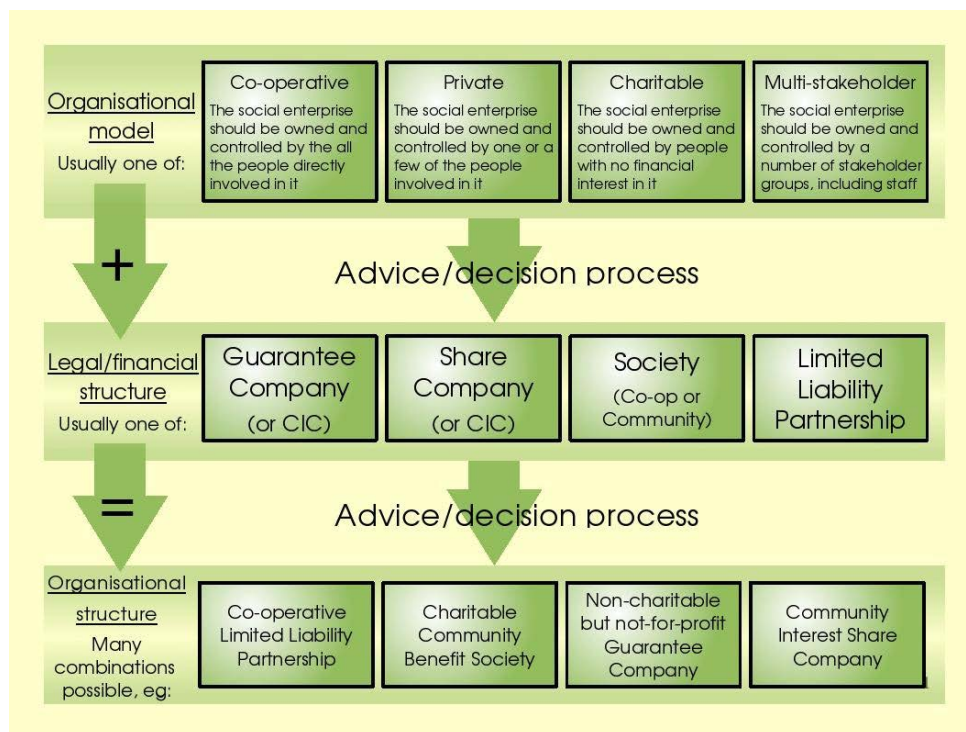 Organisational
model
Usually one of:
Co-operative
The social enterprise
should be owned and
controlled by the all
the people directly
involved in it
Private
The social enterprise
should be owned and
controlled by one or a
few of the people
involved in it
Charitable
The social enterprise
should be owned and
controlled by people
with no financial
interest in it
Multi-stakeholder
The social enterprise
should be owned and
controlled by a
number of stakeholder
groups, including staff
+
Advice/decision process
Legal/financial
structure
Usually one of:
Guarantee
Company
(or CIC)
Share
Company
(or CIC)
Society
(Co-op or
Community)
Limited
Liability
Partnership
=
Advice/decision process
Organisational
structure
Many
combinations
possible, eg:
Co-operative
Limited Liability
Partnership
Charitable
Community
Benefit Society
Non-charitable
but not-for-profit
Guarantee
Company
Community
Interest Share
Company